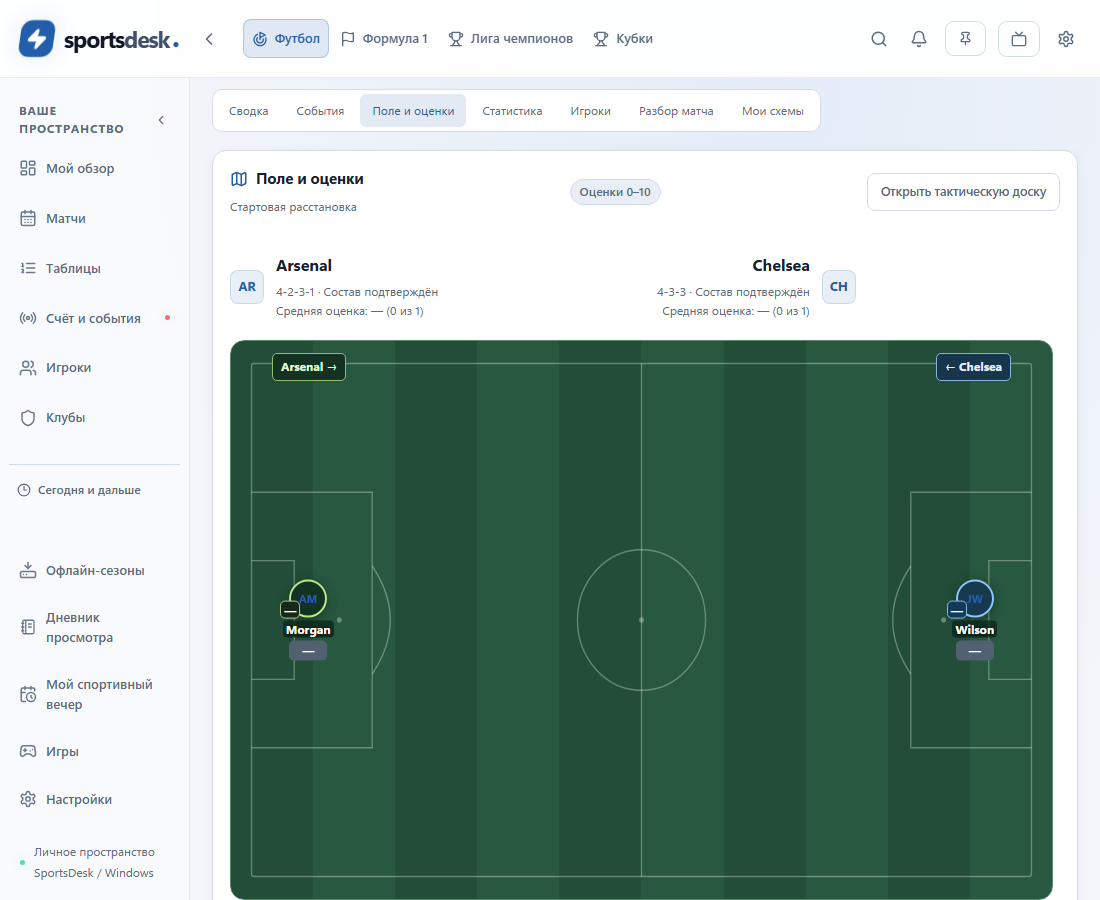 sportsdesk.
Футбол
Формула 1
Лига чемпионов
Кубки
ВАШЕ
ПРОСТРАНСТВО
Мой обзор
Матчи
Таблицы
Счёт и события
Игроки
Клубы
Сегодня и дальше
Офлайн-сезоны
Дневник
просмотра
Мой спортивный
вечер
Игры
Настройки
Личное пространство
SportsDesk / Windows
Сводка
События
Поле и оценки
Статистика
Игроки
Разбор матча
Мои схемы
Поле и оценки
Стартовая расстановка
Оценки 0–10
Открыть тактическую доску
AR
Arsenal
4-2-3-1 · Состав подтверждён
Средняя оценка: — (0 из 1)
Chelsea
4-3-3 · Состав подтверждён
Средняя оценка: — (0 из 1)
CH
Arsenal →
← Chelsea
AM
—
Morgan
—
JW
—
Wilson
—